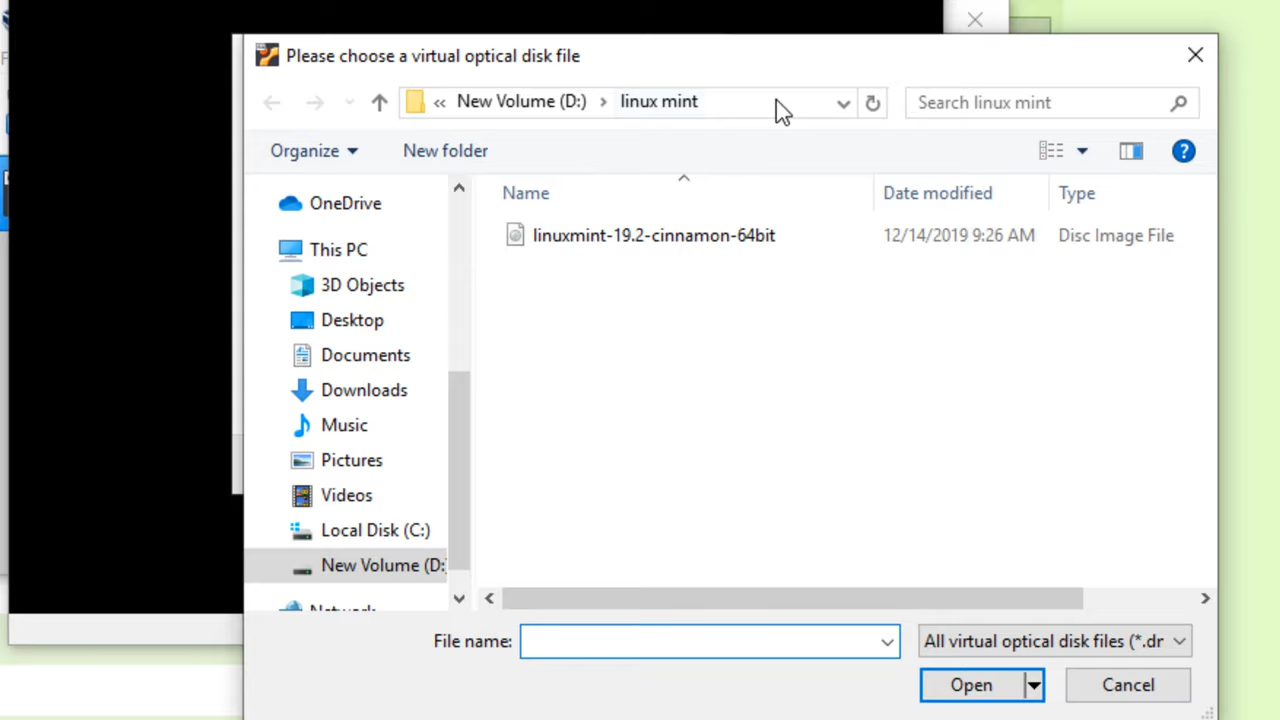 Please choose a virtual optical disk file
« New Volume (D:) › linux mint
Search linux mint
Organize
New folder
Name
Date modified
Type
linuxmint-19.2-cinnamon-64bit
12/14/2019 9:26 AM
Disc Image File
OneDrive
This PC
3D Objects
Desktop
Documents
Downloads
Music
Pictures
Videos
Local Disk (C:)
New Volume (D:
Network
File name:
All virtual optical disk files (*.dr
Open
Cancel